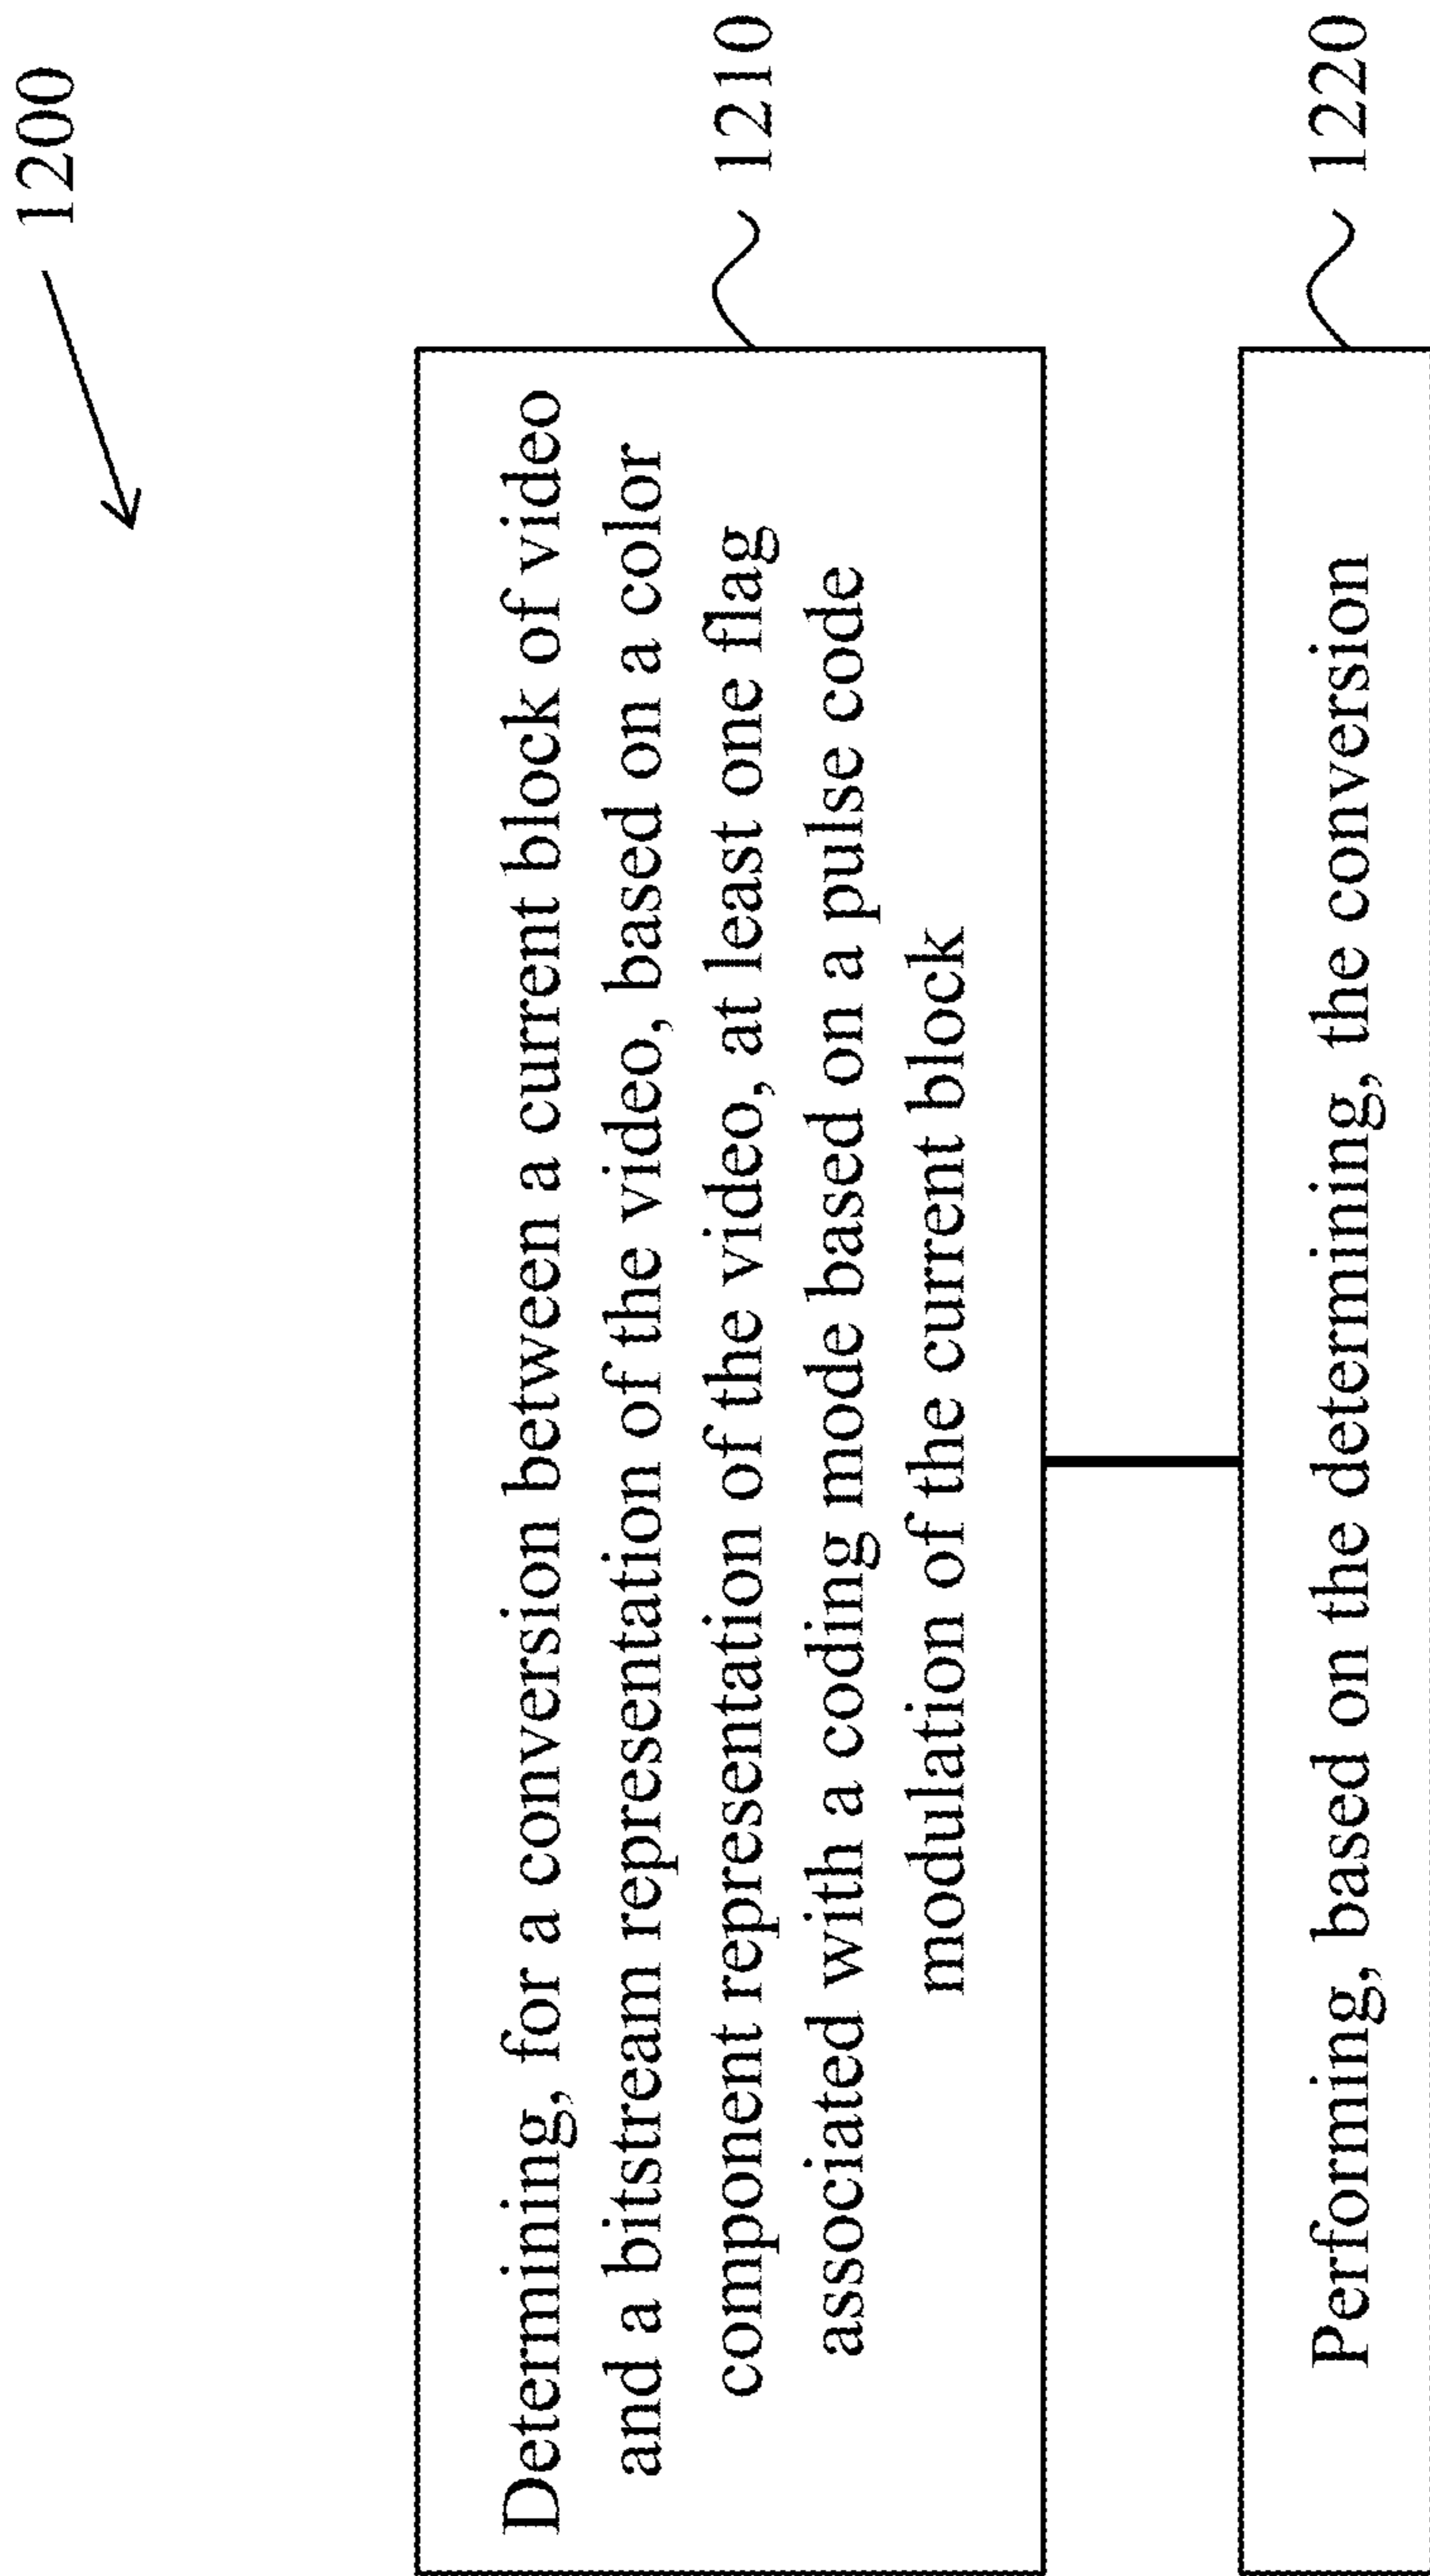 1200
Determining, for a conversion between a current block of video
and a bitstream representation of the video, based on a color
component representation of the video, at least one flag
associated with a coding mode based on a pulse code
modulation of the current block
1210
Performing, based on the determining, the conversion
1220